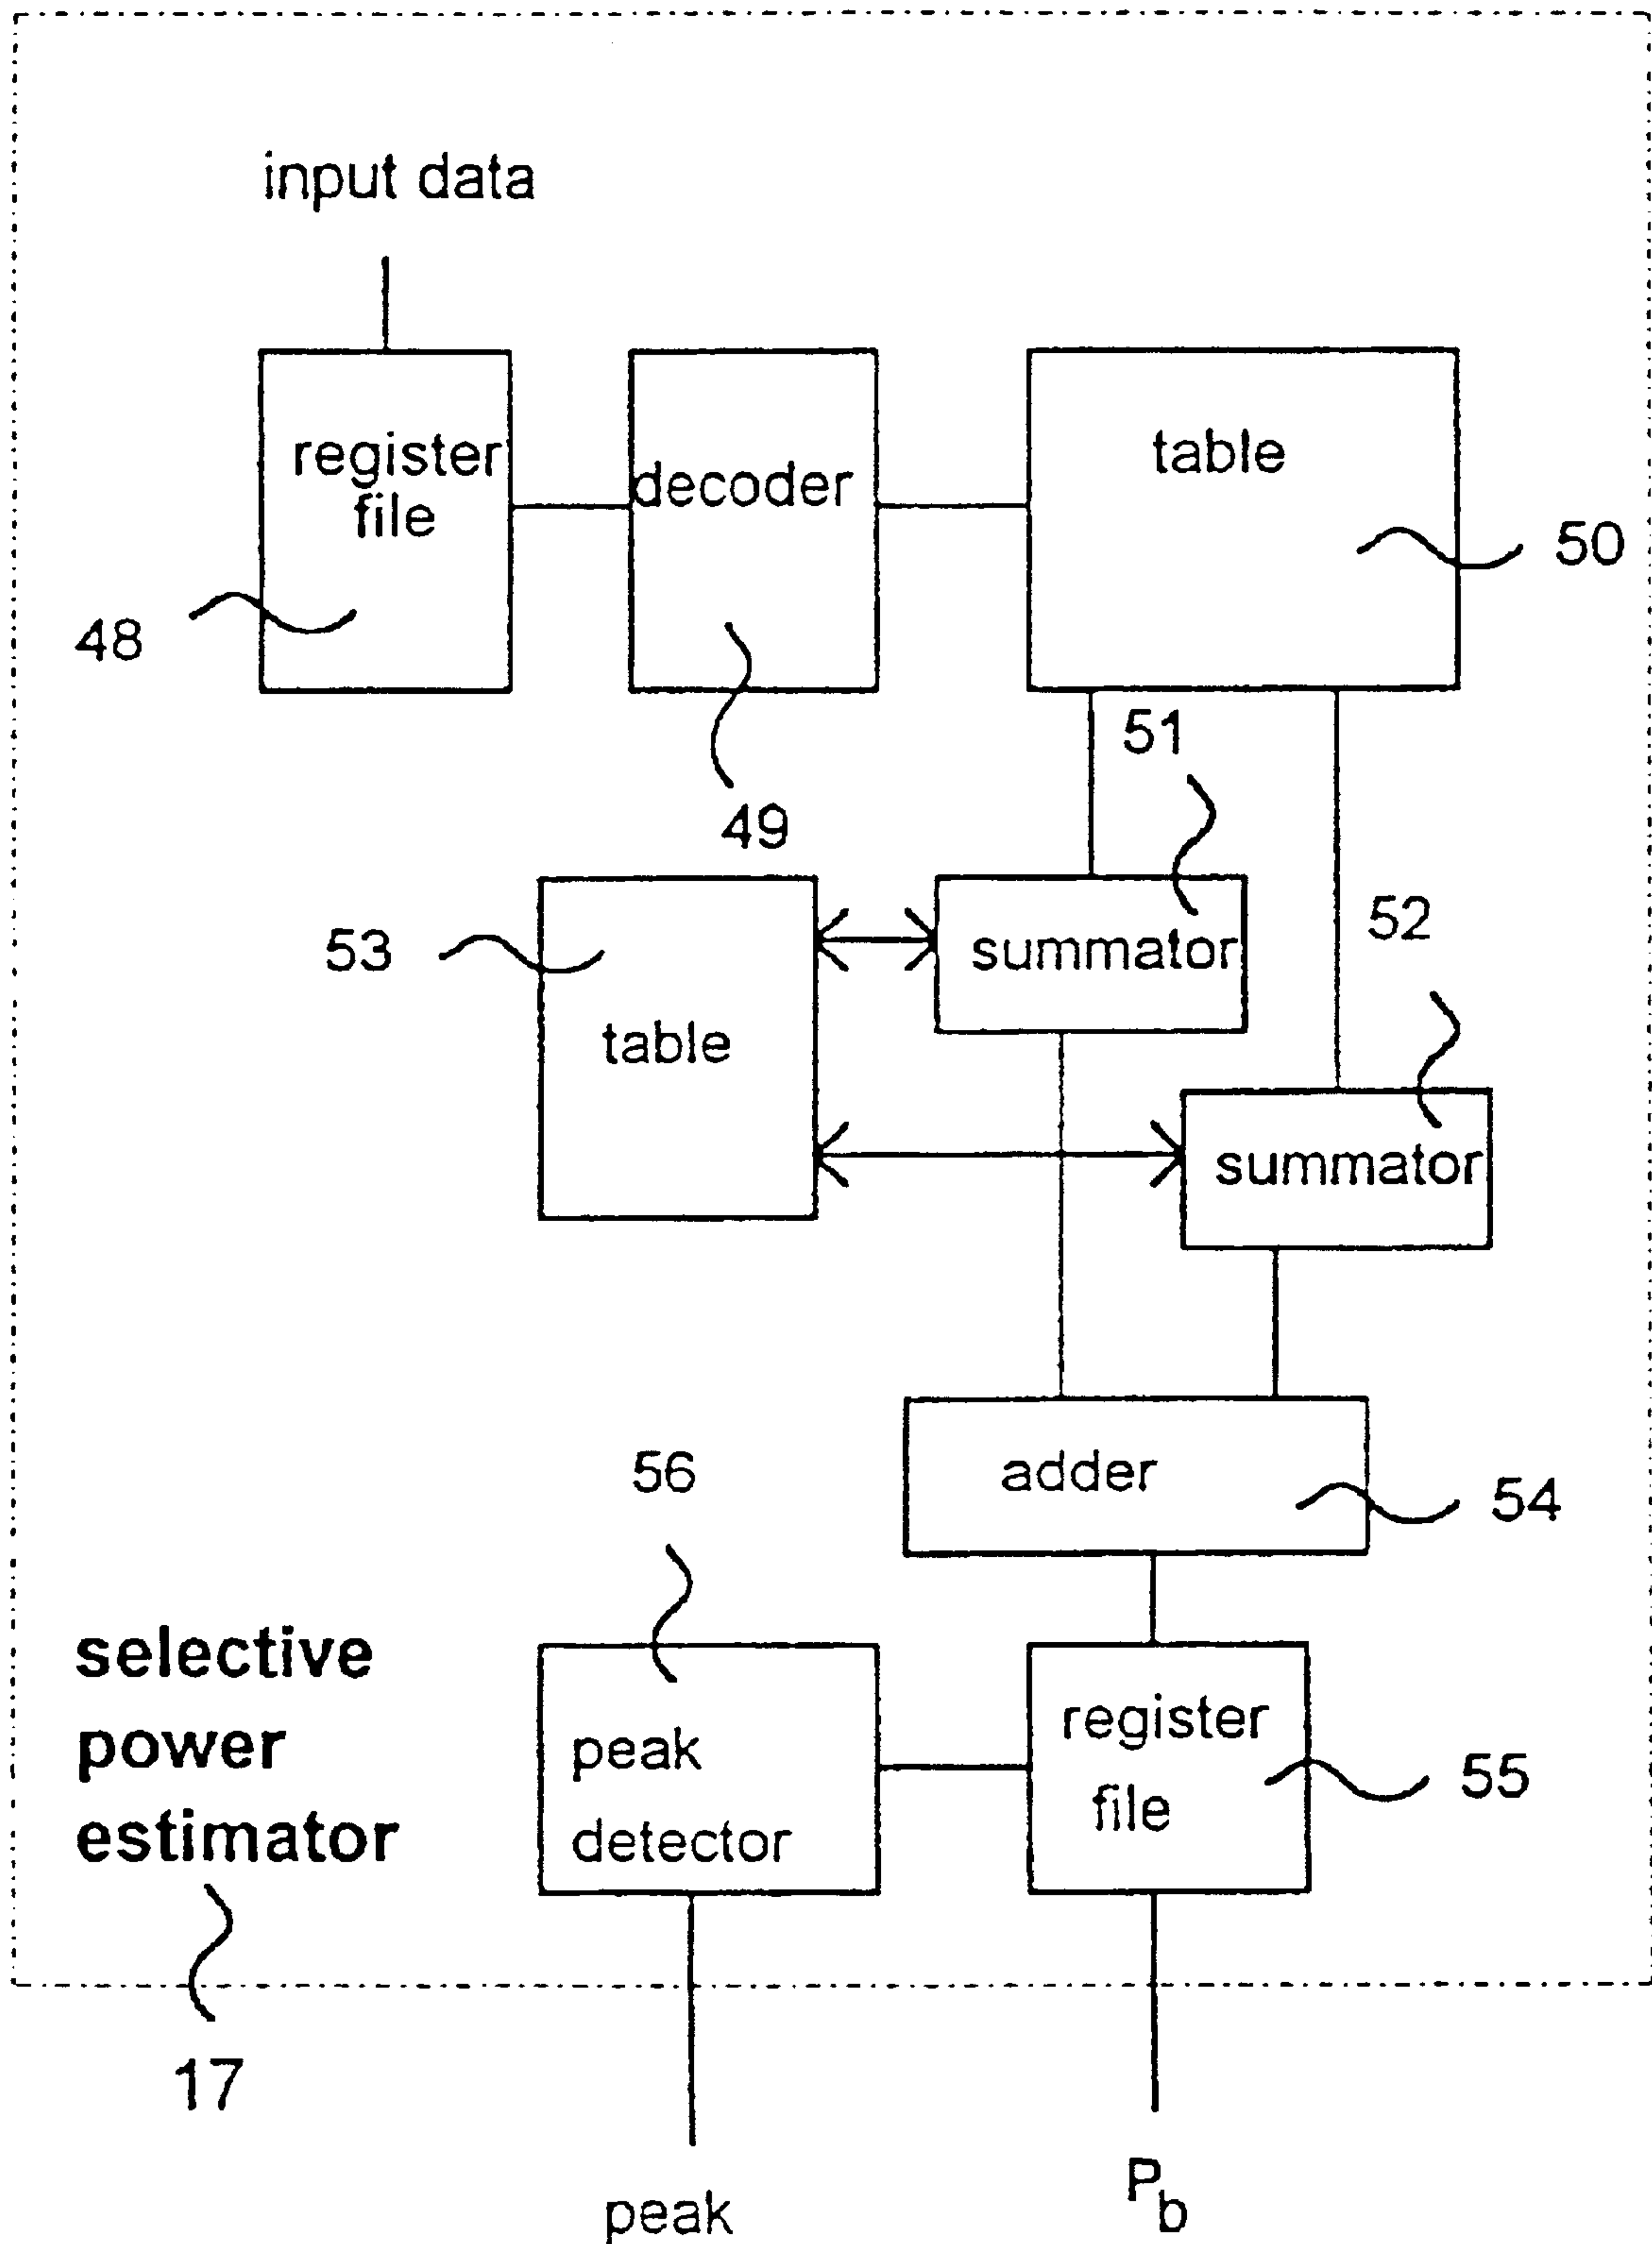 input data
register
file
decoder
table
50
48
51
49
52
53
summator
table
summator
56
adder
54
selective
power
estimator
peak
detector
register
file
55
17
peak
Pb